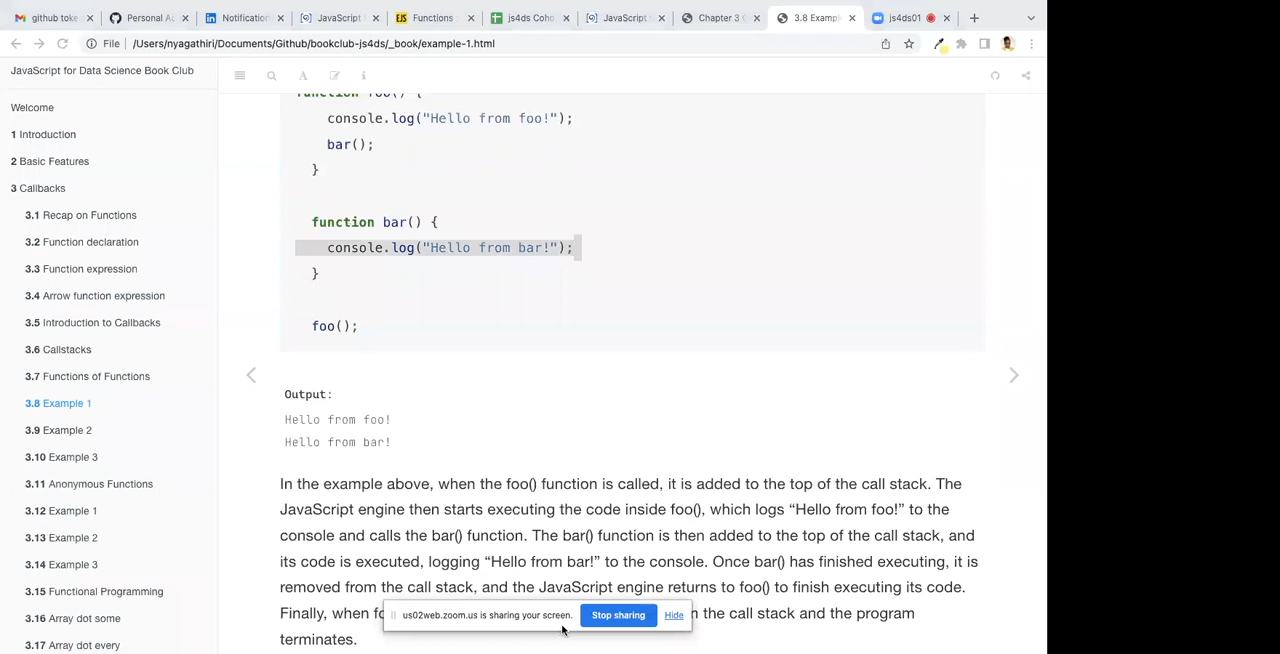 github toke
Personal Ac
Notification
JavaScript
Functions
js4ds Coho
JavaScript
Chapter 3
3.8 Exampl
js4ds01
File /Users/nyagathiri/Documents/Github/bookclub-js4ds/_book/example-1.html
JavaScript for Data Science Book Club
Welcome
1 Introduction
2 Basic Features
3 Callbacks
3.1 Recap on Functions
3.2 Function declaration
3.3 Function expression
3.4 Arrow function expression
3.5 Introduction to Callbacks
3.6 Callstacks
3.7 Functions of Functions
3.8 Example 1
3.9 Example 2
3.10 Example 3
3.11 Anonymous Functions
3.12 Example 1
3.13 Example 2
3.14 Example 3
3.15 Functional Programming
3.16 Array dot some
3.17 Array dot every
function foo() {
console.log("Hello from foo!");
bar();
}
function bar() {
console.log("Hello from bar!");
}
foo();
Output:
Hello from foo!
Hello from bar!
In the example above, when the foo() function is called, it is added to the top of the call stack. The
JavaScript engine then starts executing the code inside foo(), which logs “Hello from foo!” to the
console and calls the bar() function. The bar() function is then added to the top of the call stack, and
its code is executed, logging “Hello from bar!” to the console. Once bar() has finished executing, it is
removed from the call stack, and the JavaScript engine returns to foo() to finish executing its code.
Finally, when fo
us02web.zoom.us is sharing your screen. Stop sharing Hide
n the call stack and the program
terminates.